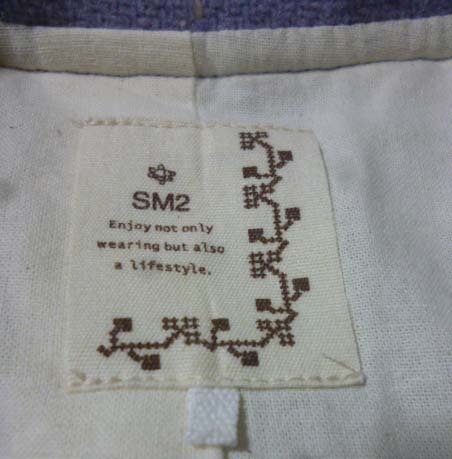 SM2
Enjoy not only
wearing but also
a lifestyle.